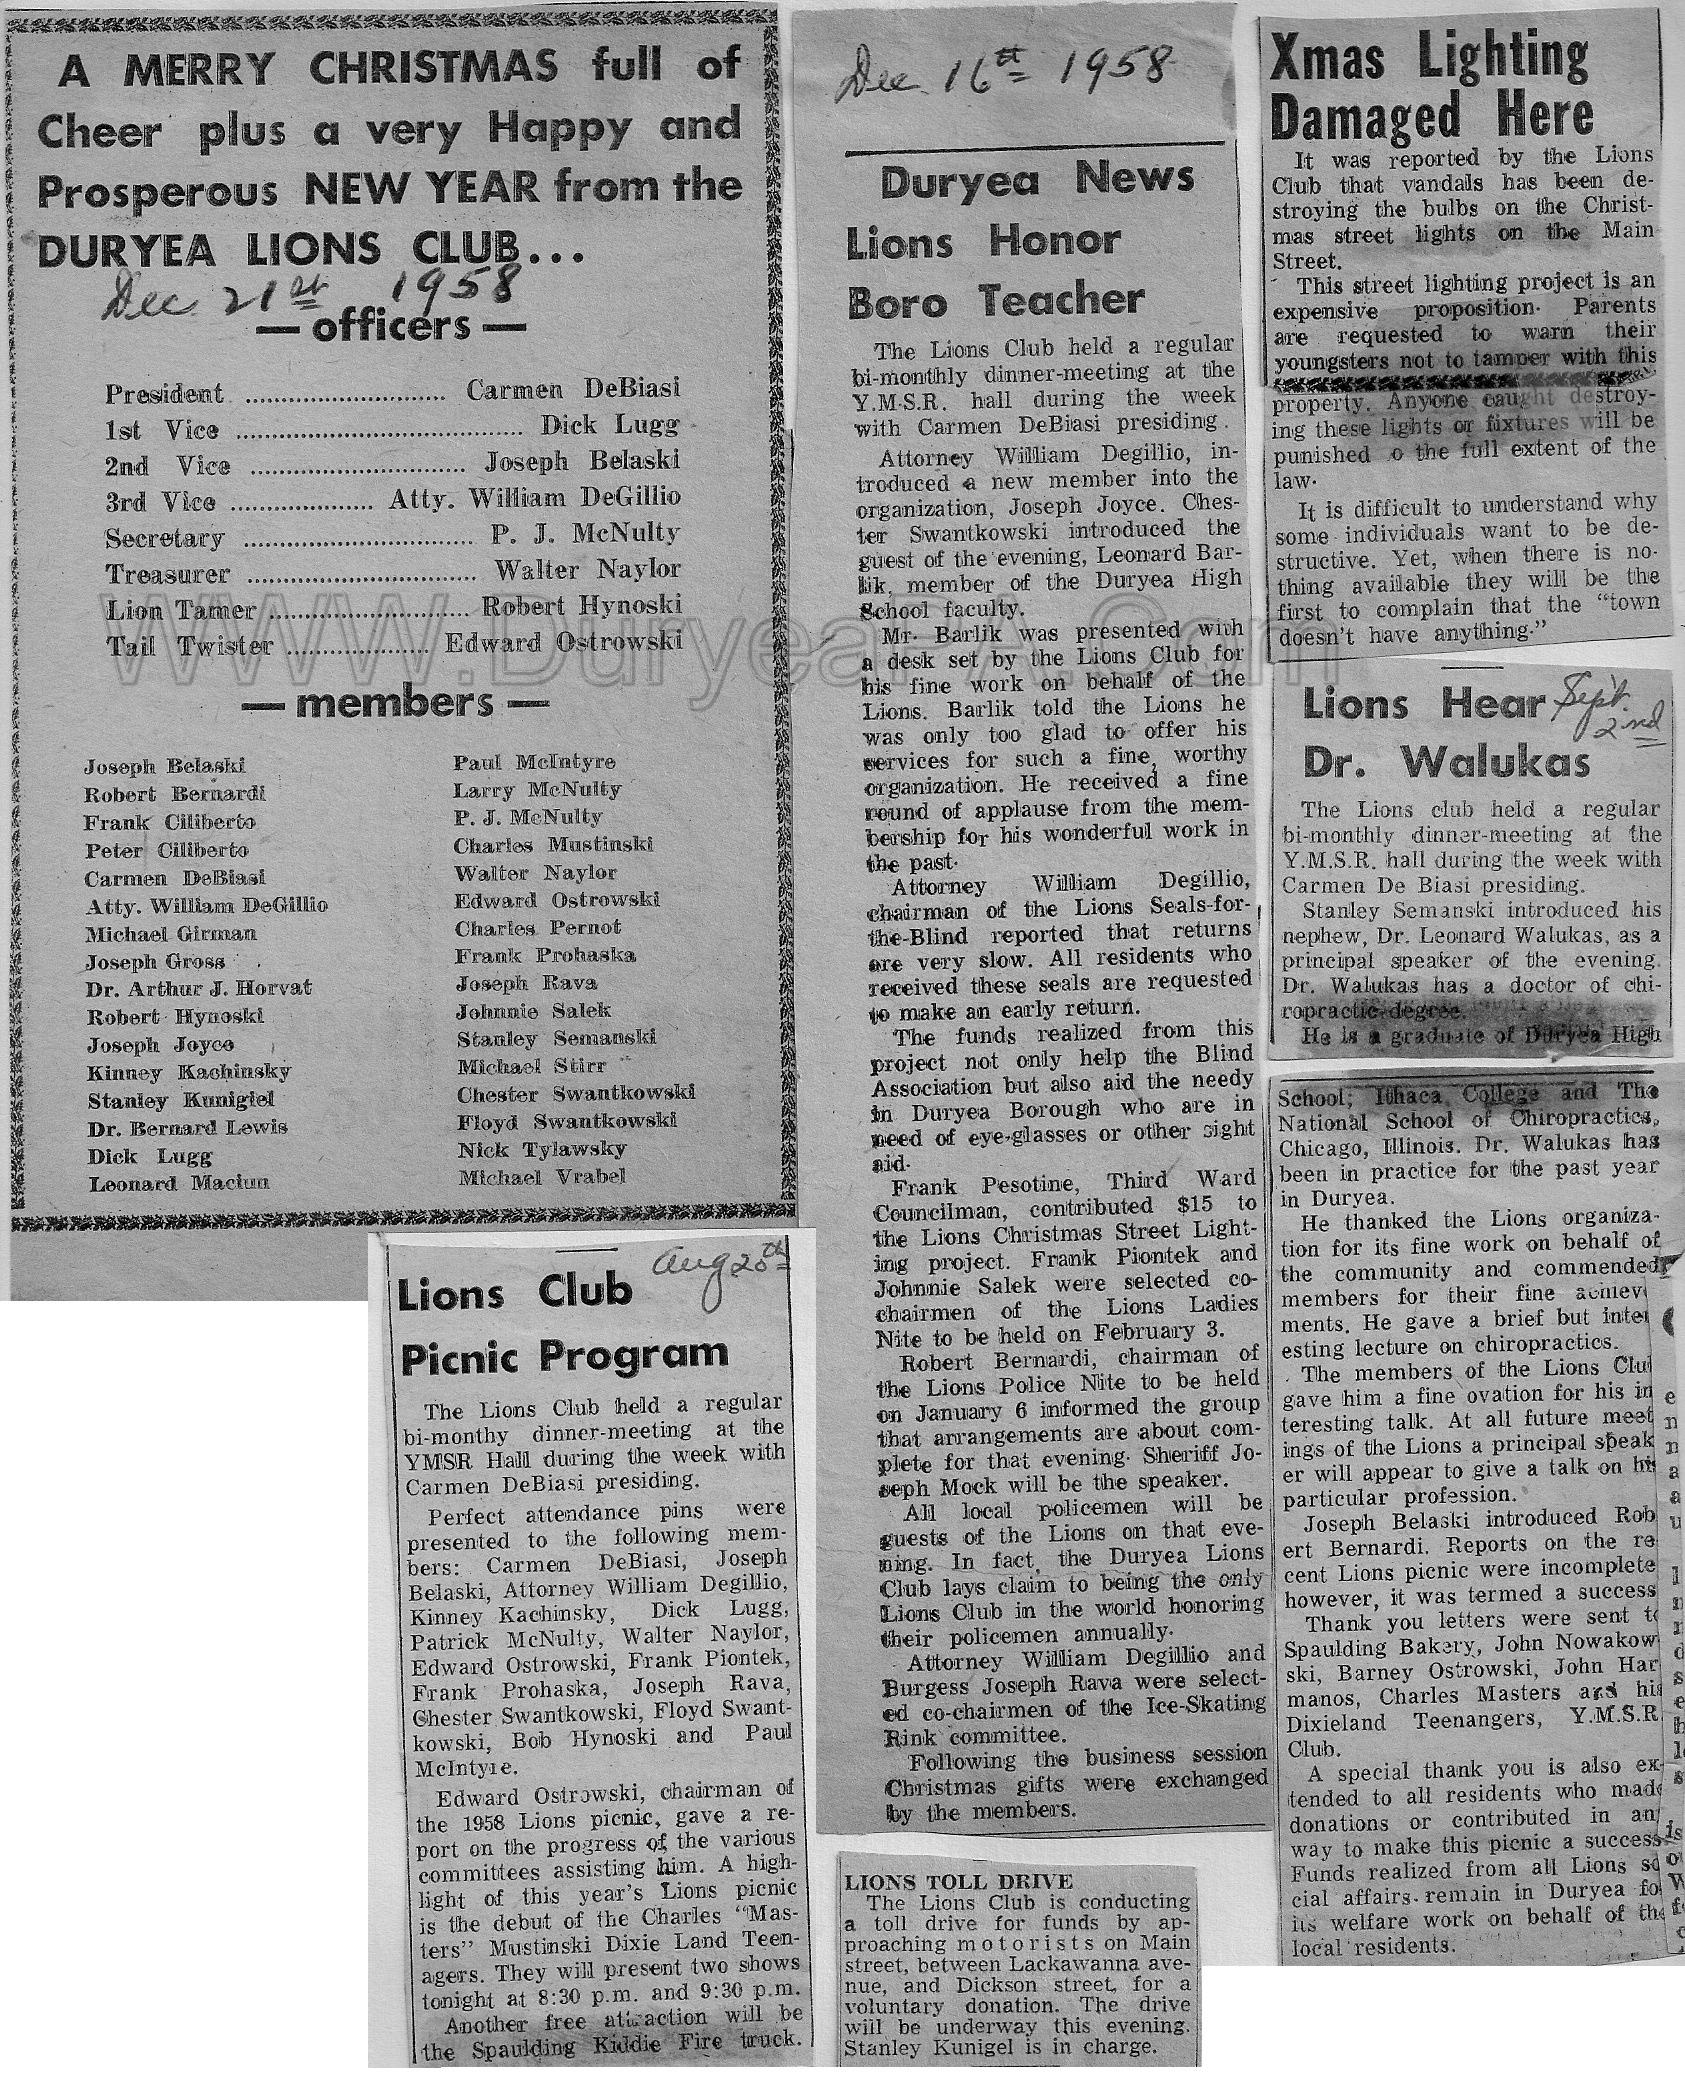 A MERRY CHRISTMAS full of
Cheer plus a very Happy and
Prosperous NEW YEAR from the
DURYEA LIONS CLUB...
Dec 21st 1958
— officers —
President ............................ Carmen DeBiasi
1st Vice ........................................ Dick Lugg
2nd Vice .............................. Joseph Belaski
3rd Vice .................... Atty. William DeGillio
Secretary ................................ P. J. McNulty
Treasurer ................................ Walter Naylor
Lion Tamer ............................ Robert Hynoski
Tail Twister .................... Edward Ostrowski
— members —
Joseph Belaski
Robert Bernardi
Frank Ciliberto
Peter Ciliberto
Carmen DeBiasi
Atty. William DeGillio
Michael Girman
Joseph Gross
Dr. Arthur J. Horvat
Robert Hynoski
Joseph Joyce
Kinney Kachinsky
Stanley Kunigiel
Dr. Bernard Lewis
Dick Lugg
Leonard Maciun
Paul McIntyre
Larry McNulty
P. J. McNulty
Charles Mustinski
Walter Naylor
Edward Ostrowski
Charles Pernot
Frank Prohaska
Joseph Rava
Johnnie Salek
Stanley Semanski
Michael Stirr
Chester Swantkowski
Floyd Swantkowski
Nick Tylawsky
Michael Vrabel
WWW.DuryeaPA.Com
Aug 20th
Lions Club
Picnic Program
The Lions Club held a regular
bi-monthy dinner-meeting at the
YMSR Hall during the week with
Carmen DeBiasi presiding.
Perfect attendance pins were
presented to the following mem-
bers: Carmen DeBiasi, Joseph
Belaski, Attorney William Degillio,
Kinney Kachinsky, Dick Lugg,
Patrick McNulty, Walter Naylor,
Edward Ostrowski, Frank Piontek,
Frank Prohaska, Joseph Rava,
Chester Swantkowski, Floyd Swant-
kowski, Bob Hynoski and Paul
McIntyre.
Edward Ostrowski, chairman of
the 1958 Lions picnic, gave a re-
port on the progress of the various
committees assisting him. A high-
light of this year's Lions picnic
is the debut of the Charles "Mas-
ters" Mustinski Dixie Land Teen-
agers. They will present two shows
tonight at 8:30 p.m. and 9:30 p.m.
Another free attraction will be
the Spaulding Kiddie Fire truck.
Dec. 16th 1958
Duryea News
Lions Honor
Boro Teacher
The Lions Club held a regular
bi-monthly dinner-meeting at the
Y.M.S.R. hall during the week
with Carmen DeBiasi presiding.
Attorney William Degillio, in-
troduced a new member into the
organization, Joseph Joyce. Ches-
ter Swantkowski introduced the
guest of the evening, Leonard Bar-
lik, member of the Duryea High
School faculty.
Mr. Barlik was presented with
a desk set by the Lions Club for
his fine work on behalf of the
Lions. Barlik told the Lions he
was only too glad to offer his
services for such a fine, worthy
organization. He received a fine
round of applause from the mem-
bership for his wonderful work in
the past.
Attorney William Degillio,
chairman of the Lions Seals-for-
the-Blind reported that returns
are very slow. All residents who
received these seals are requested
to make an early return.
The funds realized from this
project not only help the Blind
Association but also aid the needy
in Duryea Borough who are in
need of eye-glasses or other sight
aid.
Frank Pesotine, Third Ward
Councilman, contributed $15 to
the Lions Christmas Street Light-
ing project. Frank Piontek and
Johnnie Salek were selected co-
chairmen of the Lions Ladies
Nite to be held on February 3.
Robert Bernardi, chairman of
the Lions Police Nite to be held
on January 6 informed the group
that arrangements are about com-
plete for that evening. Sheriff Jo-
seph Mock will be the speaker.
All local policemen will be
guests of the Lions on that eve-
ning. In fact, the Duryea Lions
Club lays claim to being the only
Lions Club in the world honoring
their policemen annually.
Attorney William Degillio and
Burgess Joseph Rava were select-
ed co-chairmen of the Ice-Skating
Rink committee.
Following the business session
Christmas gifts were exchanged
by the members.
LIONS TOLL DRIVE
The Lions Club is conducting
a toll drive for funds by ap-
proaching motorists on Main
street, between Lackawanna ave-
nue, and Dickson street, for a
voluntary donation. The drive
will be underway this evening.
Stanley Kunigel is in charge.
Xmas Lighting
Damaged Here
It was reported by the Lions
Club that vandals has been de-
stroying the bulbs on the Christ-
mas street lights on the Main
Street.
This street lighting project is an
expensive proposition. Parents
are requested to warn their
youngsters not to tamper with this
property. Anyone caught destroy-
ing these lights or fixtures will be
punished o the full extent of the
law.
It is difficult to understand why
some individuals want to be de-
structive. Yet, when there is no-
thing available they will be the
first to complain that the "town
doesn't have anything."
Lions Hear
Sept. 2nd
Dr. Walukas
The Lions club held a regular
bi-monthly dinner-meeting at the
Y.M.S.R. hall during the week with
Carmen De Biasi presiding.
Stanley Semanski introduced his
nephew, Dr. Leonard Walukas, as a
principal speaker of the evening.
Dr. Walukas has a doctor of chi-
ropractic degree.
He is a graduate of Duryea High
School; Ithaca College and The
National School of Chiropractics,
Chicago, Illinois. Dr. Walukas has
been in practice for the past year
in Duryea.
He thanked the Lions organiza-
tion for its fine work on behalf of
the community and commended
members for their fine achieve
ments. He gave a brief but inter
esting lecture on chiropractics.
The members of the Lions Club
gave him a fine ovation for his in
teresting talk. At all future meet
ings of the Lions a principal speak
er will appear to give a talk on his
particular profession.
Joseph Belaski introduced Rob
ert Bernardi. Reports on the re
cent Lions picnic were incomplete
however, it was termed a success
Thank you letters were sent to
Spaulding Bakery, John Nowakow
ski, Barney Ostrowski, John Har
manos, Charles Masters and his
Dixieland Teenangers, Y.M.S.R.
Club.
A special thank you is also ex
tended to all residents who made
donations or contributed in any
way to make this picnic a success.
Funds realized from all Lions so
cial affairs remain in Duryea for
its welfare work on behalf of the
local residents.